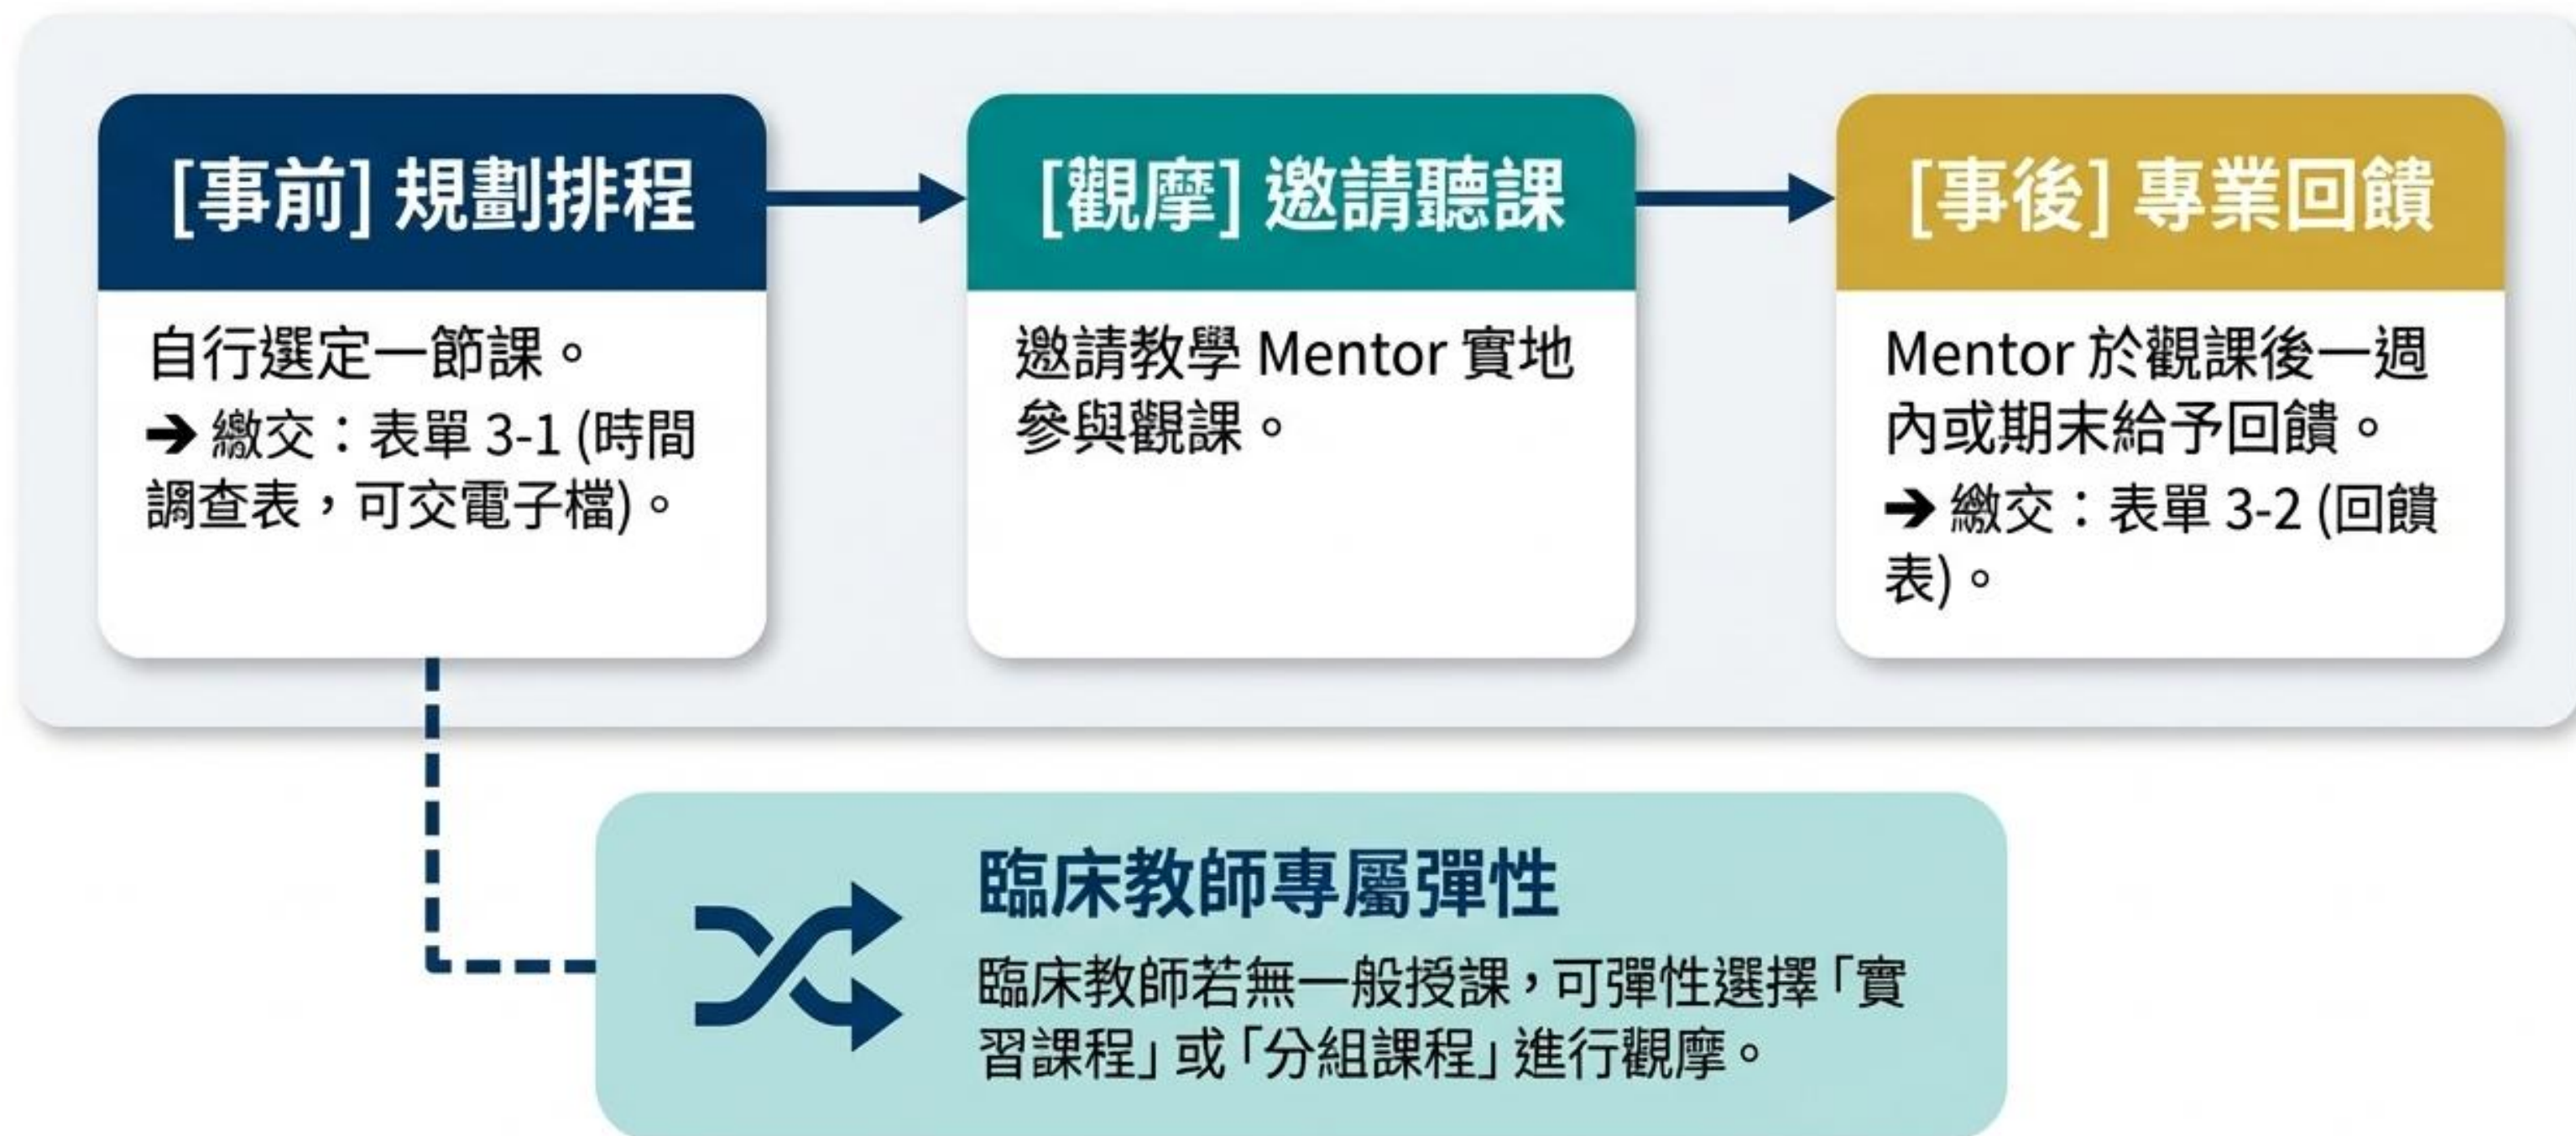 [事前] 規劃排程
自行選定一節課。
➔ 繳交：表單 3-1 (時間
調查表，可交電子檔)。
[觀摩] 邀請聽課
邀請教學 Mentor 實地
參與觀課。
[事後] 專業回饋
Mentor 於觀課後一週
內或期末給予回饋。
➔ 繳交：表單 3-2 (回饋
表)。
臨床教師專屬彈性
臨床教師若無一般授課，可彈性選擇「實
習課程」或「分組課程」進行觀摩。